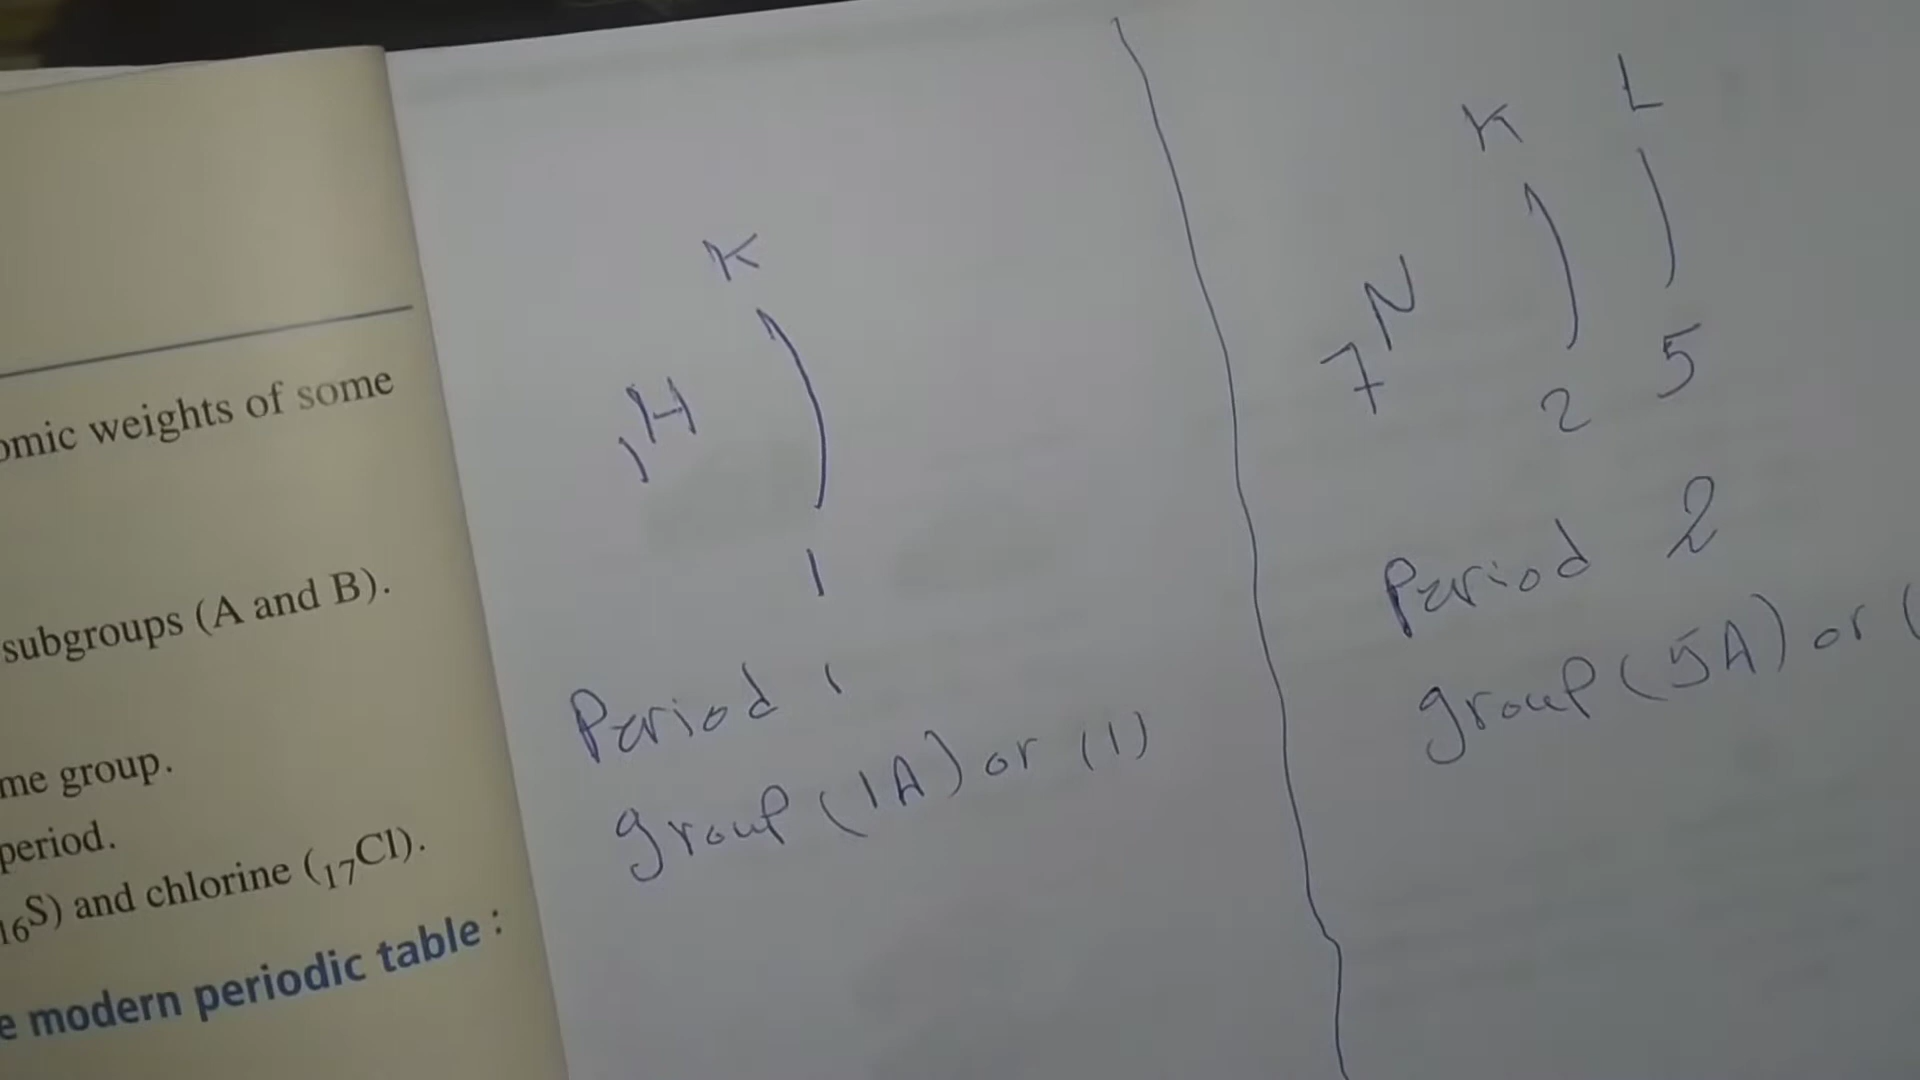 omic weights of some
subgroups (A and B).
me group.
period.
16S) and chlorine (17Cl).
e modern periodic table :
K
1H
1
Period 1
group (1A) or (1)
K L
7N
2 5
Period 2
group (5A) or (